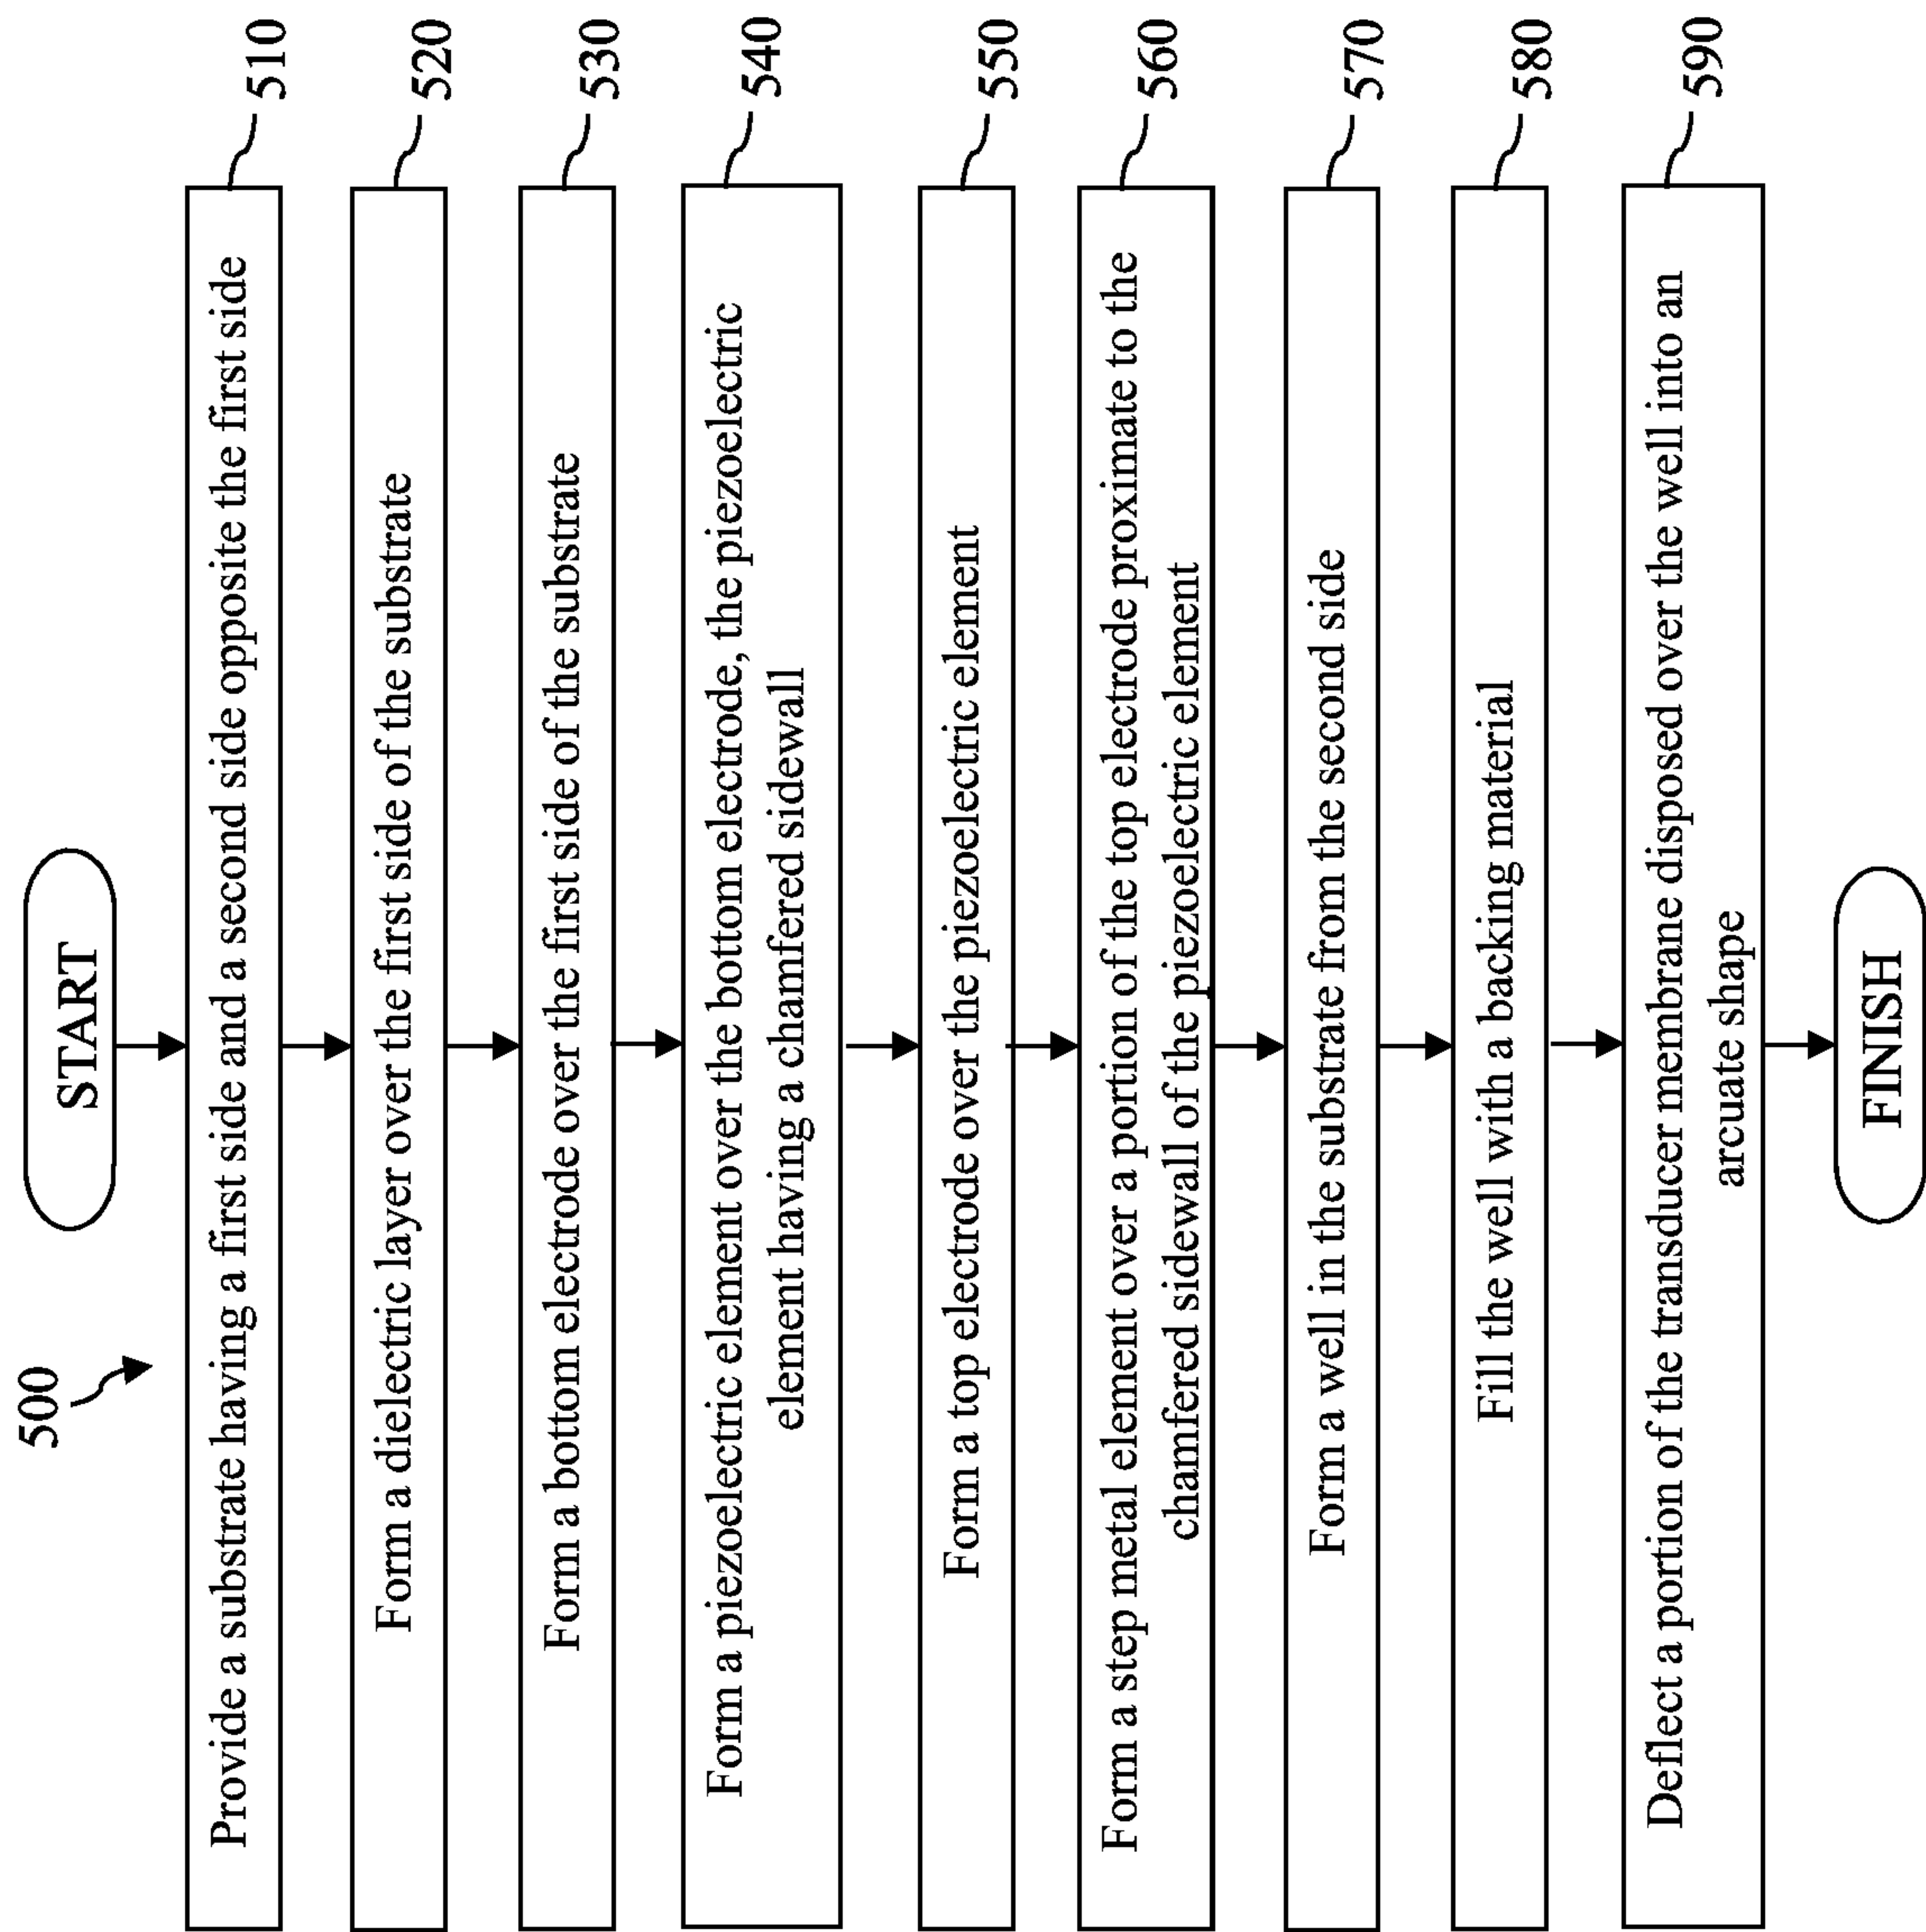 500
START
Provide a substrate having a first side and a second side opposite the first side
510
Form a dielectric layer over the first side of the substrate
520
Form a bottom electrode over the first side of the substrate
530
Form a piezoelectric element over the bottom electrode, the piezoelectric
element having a chamfered sidewall
540
Form a top electrode over the piezoelectric element
550
Form a step metal element over a portion of the top electrode proximate to the
chamfered sidewall of the piezoelectric element
560
Form a well in the substrate from the second side
570
Fill the well with a backing material
580
Deflect a portion of the transducer membrane disposed over the well into an
arcuate shape
590
FINISH